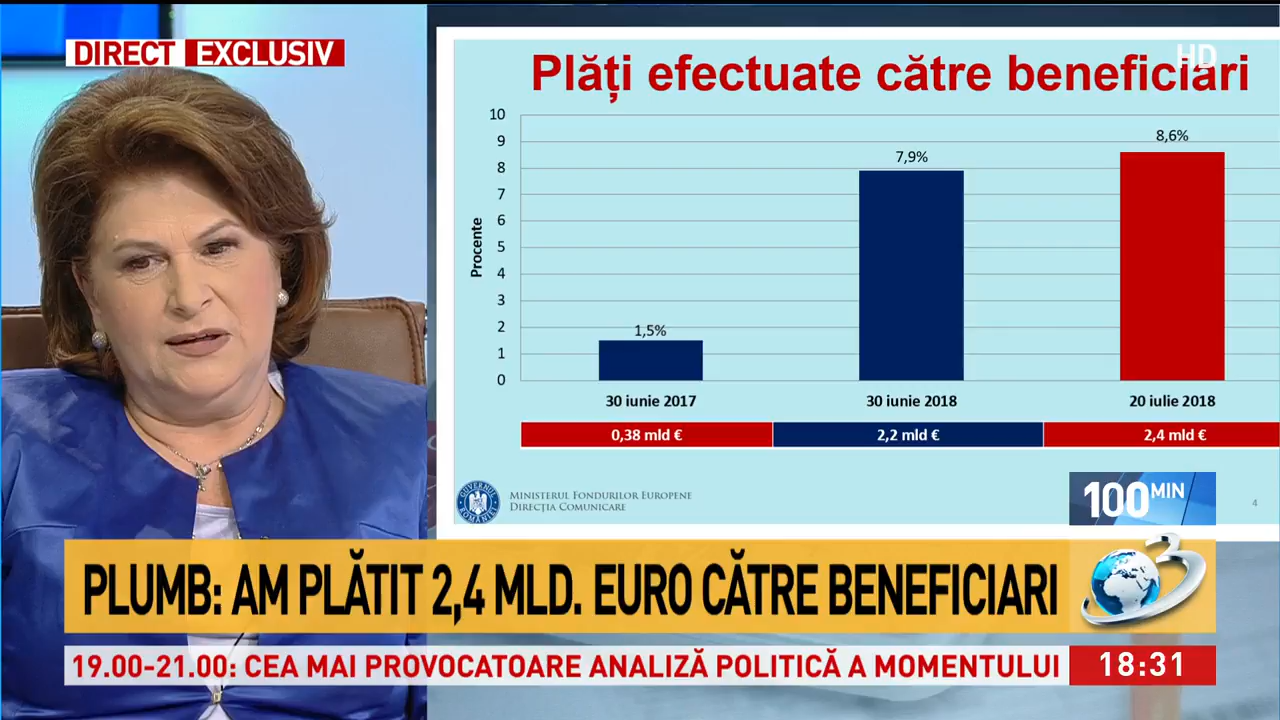 DIRECT EXCLUSIV
HD
Plăți efectuate către beneficiari
Procente
10
9
8
7
6
5
4
3
2
1
0
1,5%
7,9%
8,6%
30 iunie 2017
30 iunie 2018
20 iulie 2018
0,38 mld €
2,2 mld €
2,4 mld €
GUVERNUL ROMÂNIEI
MINISTERUL FONDURILOR EUROPENE
DIRECȚIA COMUNICARE
4
100 MIN
PLUMB: AM PLĂTIT 2,4 MLD. EURO CĂTRE BENEFICIARI
3
19.00-21.00: CEA MAI PROVOCATOARE ANALIZĂ POLITICĂ A MOMENTULUI
18:31